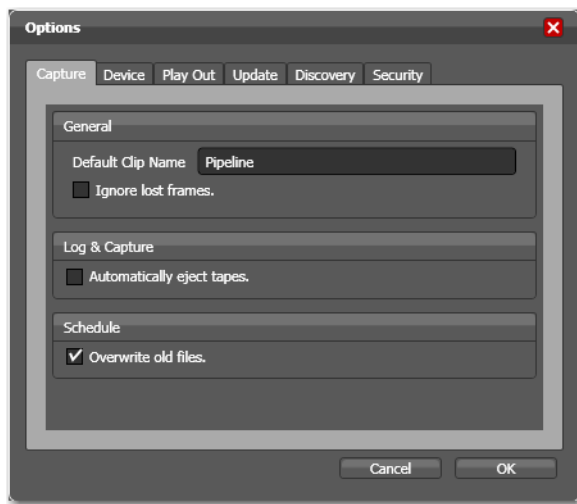 Options
Capture Device Play Out Update Discovery Security
General
Default Clip Name Pipeline
Ignore lost frames.
Log & Capture
Automatically eject tapes.
Schedule
Overwrite old files.
Cancel OK